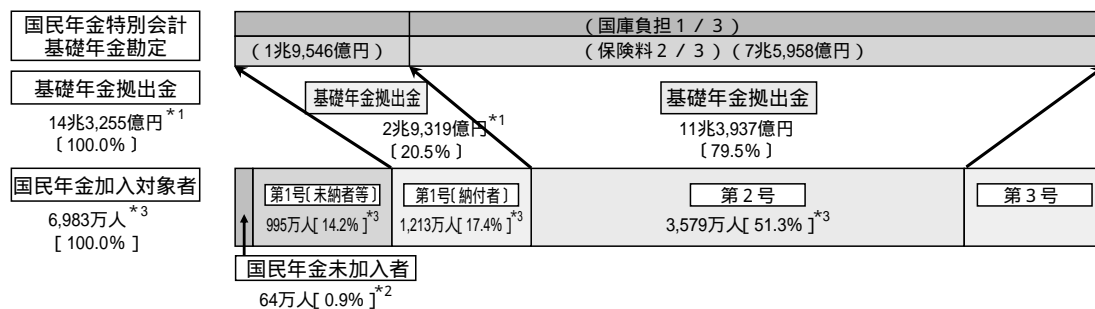 国民年金特別会計
基礎年金勘定
(国庫負担1/3)
(1兆9,546億円)
(保険料2/3)(7兆5,958億円)
基礎年金拠出金
14兆3,255億円*1
〔100.0%〕
基礎年金拠出金
2兆9,319億円*1
〔20.5%〕
基礎年金拠出金
11兆3,937億円
〔79.5%〕
国民年金加入対象者
6,983万人*3
[100.0%]
第1号〔未納者等〕
995万人[14.2%]*3
第1号〔納付者〕
1,213万人[17.4%]*3
第2号
3,579万人[51.3%]*3
第3号
国民年金未加入者
64万人[0.9%]*2